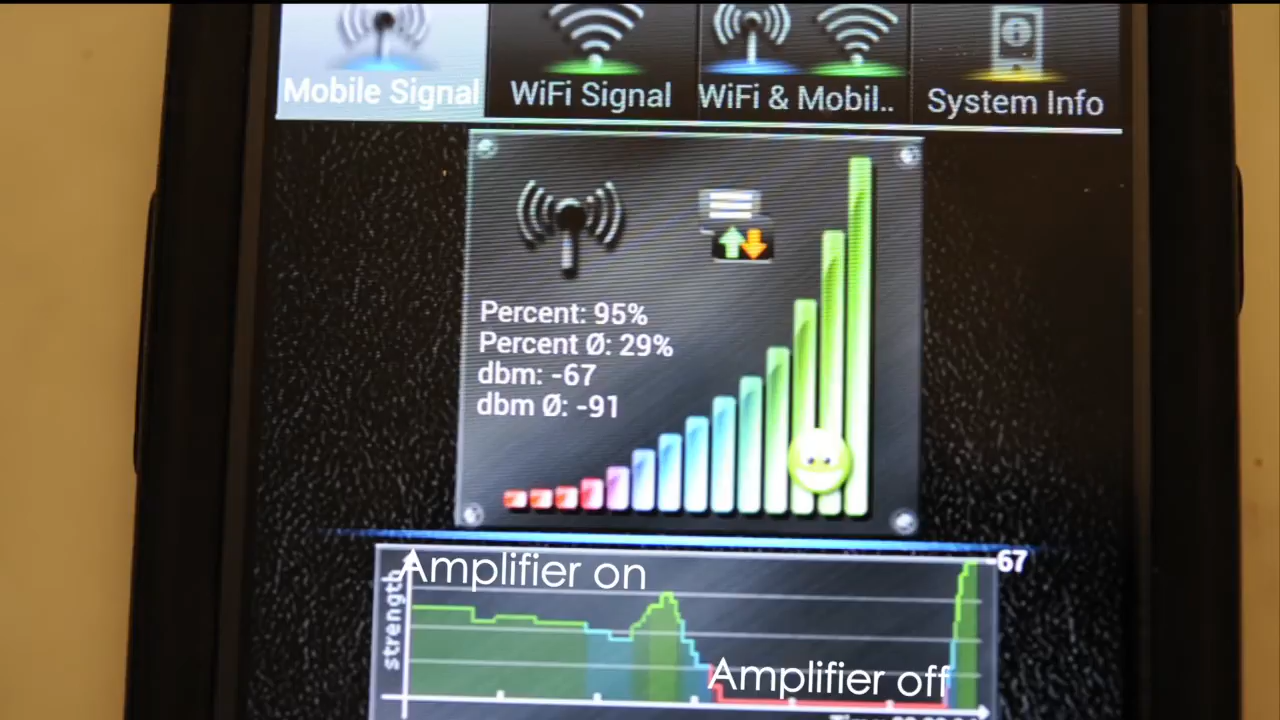 Mobile Signal
WiFi Signal
WiFi & Mobil..
System Info
Percent: 95%
Percent Ø: 29%
dbm: -67
dbm Ø: -91
-67
Amplifier on
strength
Amplifier off